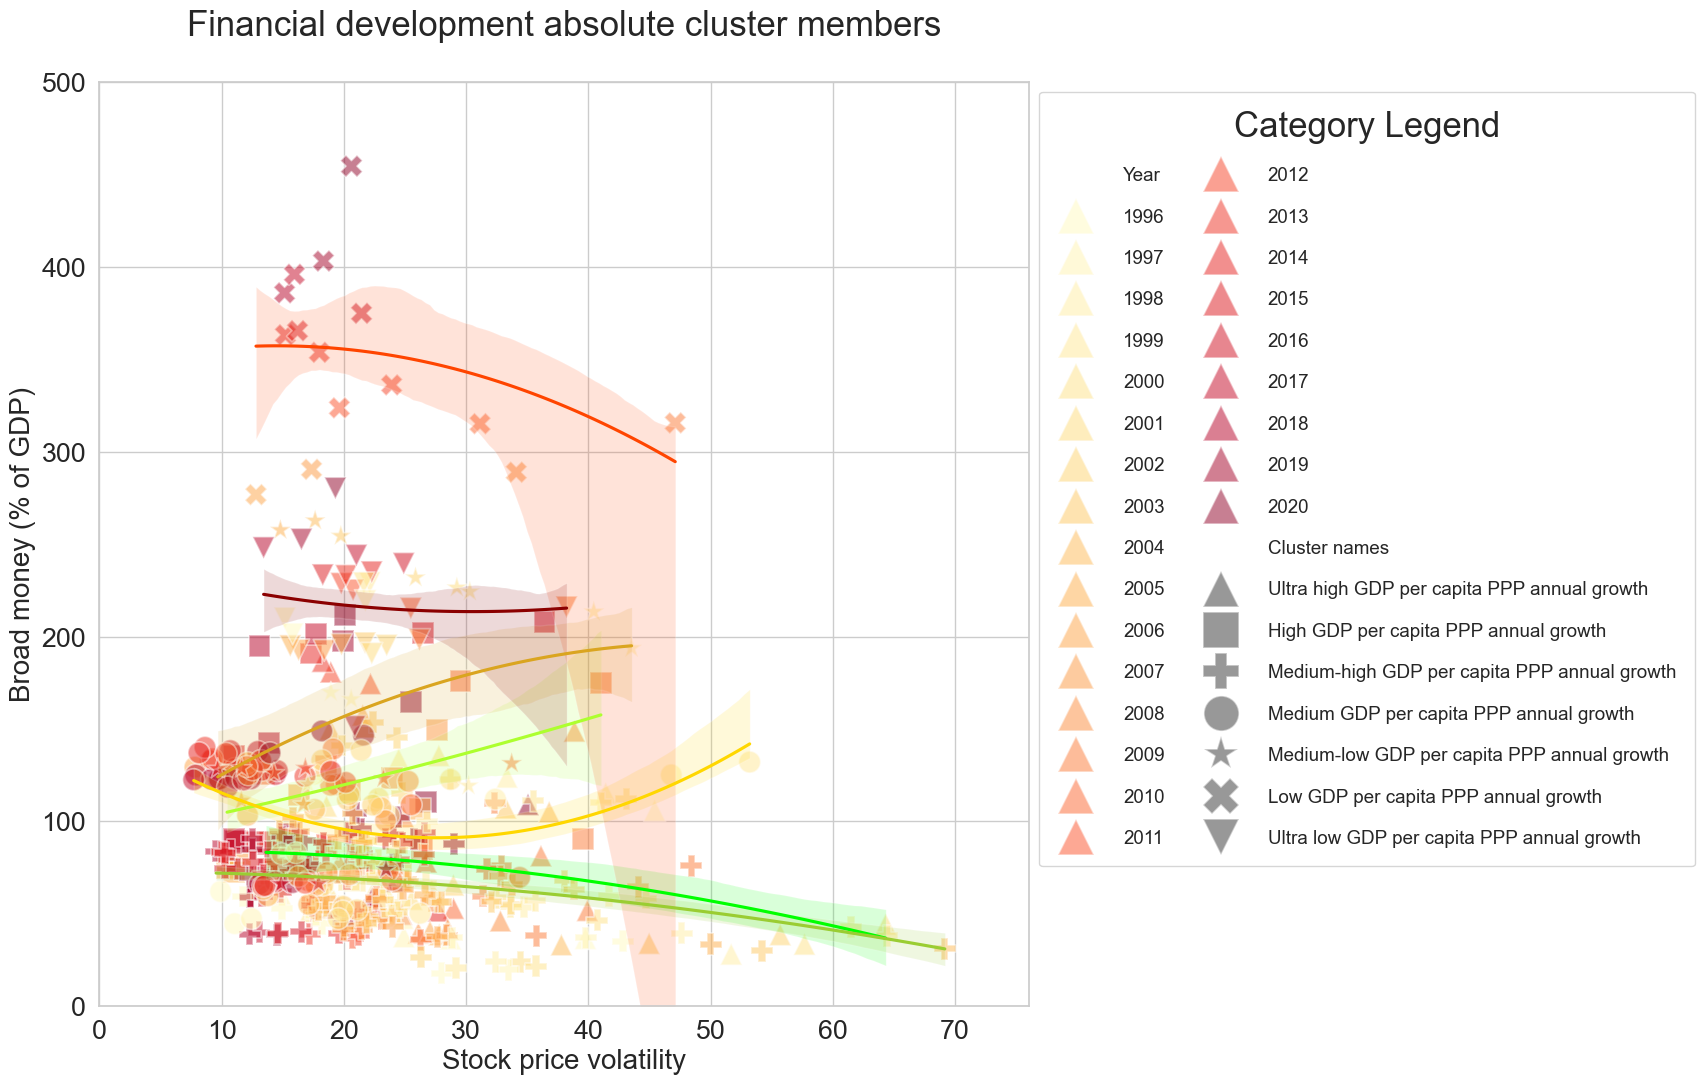 Financial development absolute cluster members
Broad money (% of GDP)
500
400
300
200
100
0
0 10 20 30 40 50 60 70
Stock price volatility
Category Legend
Year
1996
1997
1998
1999
2000
2001
2002
2003
2004
2005
2006
2007
2008
2009
2010
2011
2012
2013
2014
2015
2016
2017
2018
2019
2020
Cluster names
Ultra high GDP per capita PPP annual growth
High GDP per capita PPP annual growth
Medium-high GDP per capita PPP annual growth
Medium GDP per capita PPP annual growth
Medium-low GDP per capita PPP annual growth
Low GDP per capita PPP annual growth
Ultra low GDP per capita PPP annual growth